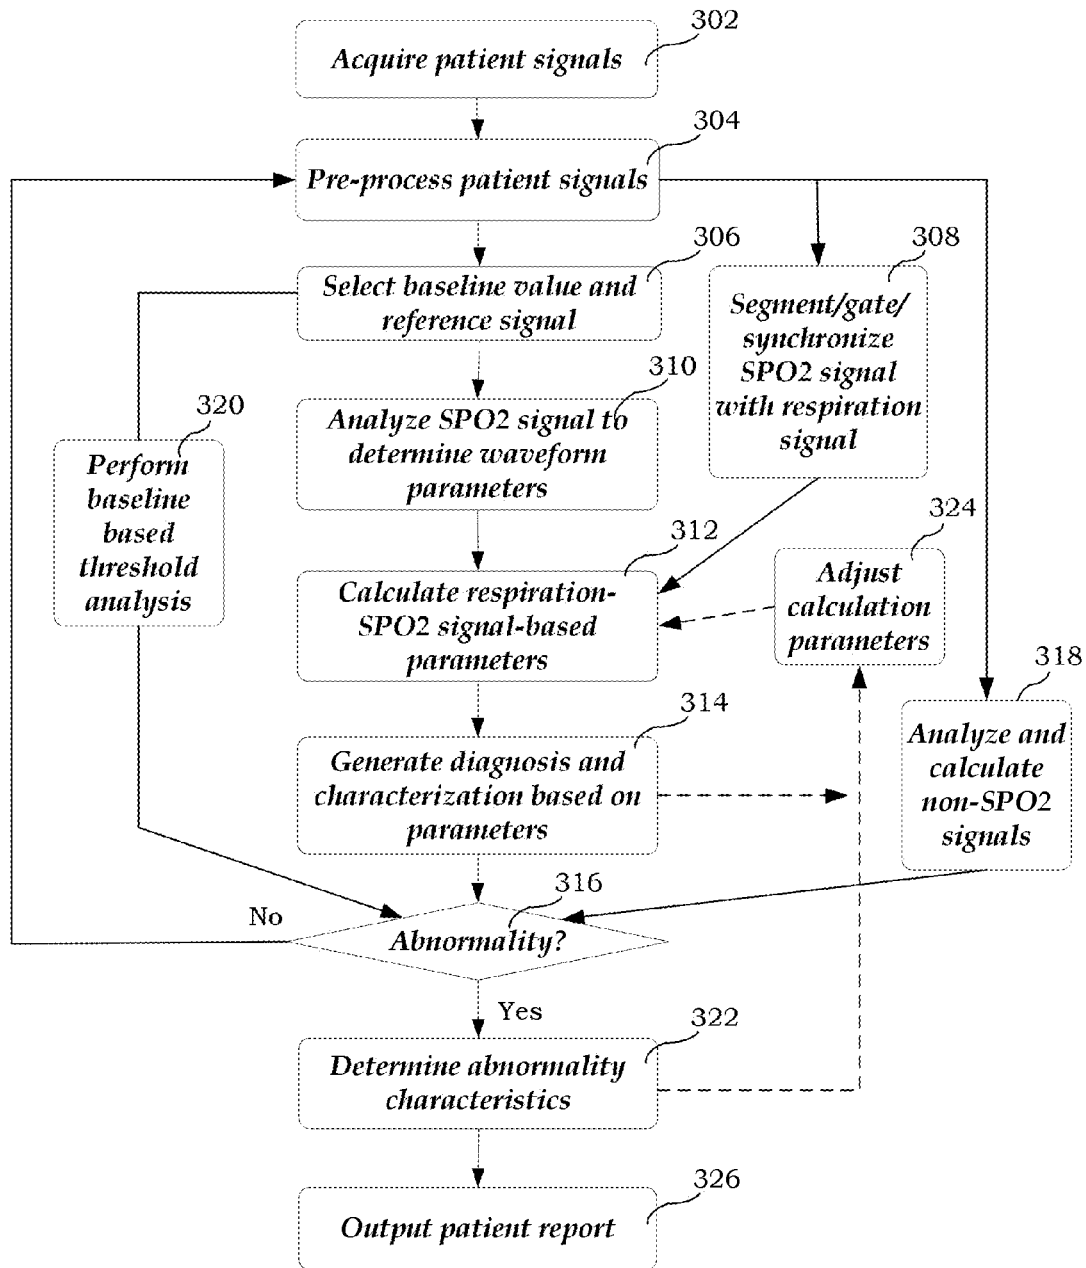 302
Acquire patient signals
304
Pre-process patient signals
306
Select baseline value and
reference signal
308
Segment/gate/
synchronize
SPO2 signal
with respiration
signal
310
Analyze SPO2 signal to
determine waveform
parameters
320
Perform
baseline
based
threshold
analysis
312
Calculate respiration-
SPO2 signal-based
parameters
324
Adjust
calculation
parameters
314
Generate diagnosis and
characterization based on
parameters
318
Analyze and
calculate
non-SPO2
signals
316
Abnormality?
No
Yes
322
Determine abnormality
characteristics
326
Output patient report